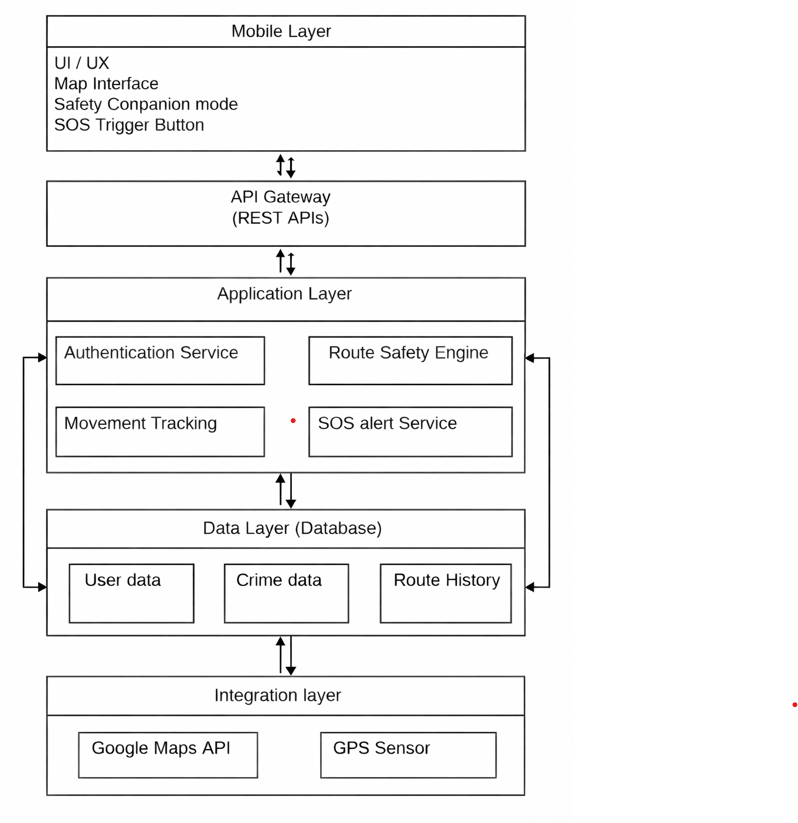 Mobile Layer
UI / UX
Map Interface
Safety Conpanion mode
SOS Trigger Button
API Gateway
(REST APIs)
Application Layer
Authentication Service
Route Safety Engine
Movement Tracking
SOS alert Service
Data Layer (Database)
User data
Crime data
Route History
Integration layer
Google Maps API
GPS Sensor